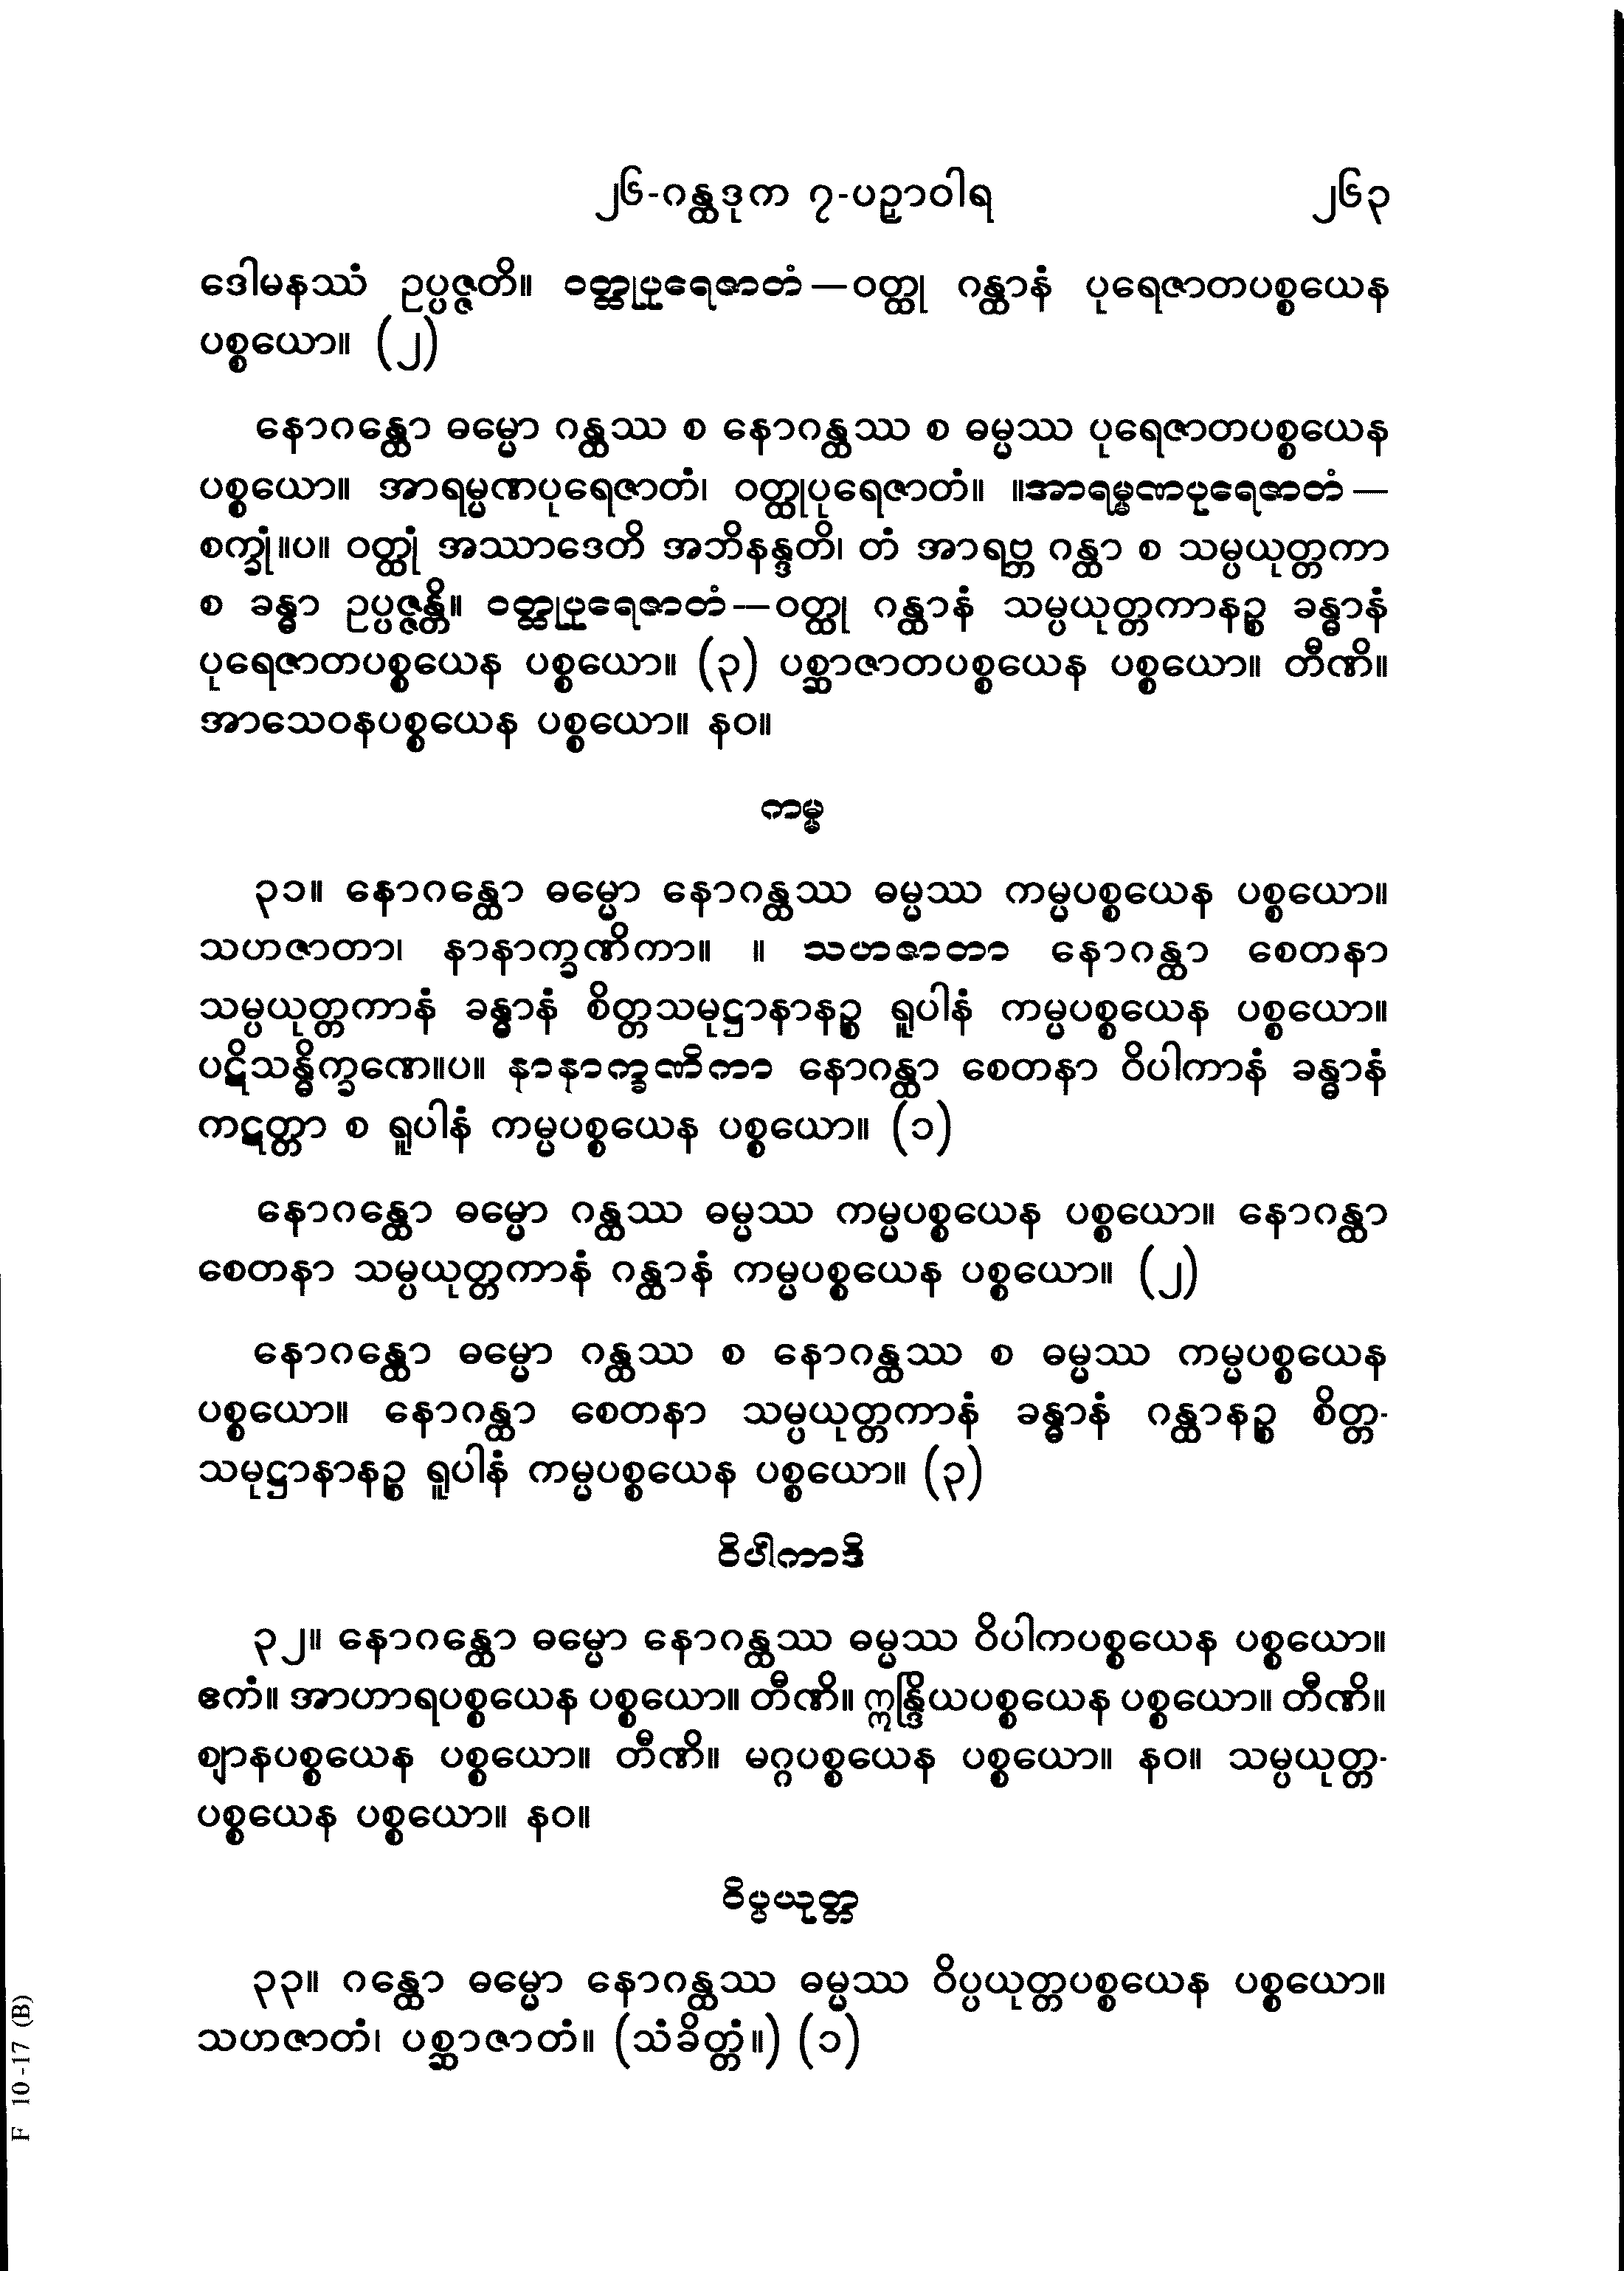 ၂၆-ဂန္ထဒုက ၇-ပဉှာဝါရ ၂၆၃
ဒေါမနဿံ ဥပ္ပဇ္ဇတိ။ ဝတ္ထုပုရေဇာတံ—ဝတ္ထု ဂန္ထာနံ ပုရေဇာတပစ္စယေန
ပစ္စယော။ (၂)
နောဂန္ထော ဓမ္မော ဂန္ထဿ စ နောဂန္ထဿ စ ဓမ္မဿ ပုရေဇာတပစ္စယေန
ပစ္စယော။ အာရမ္မဏပုရေဇာတံ၊ ဝတ္ထုပုရေဇာတံ။ ။အာရမ္မဏပုရေဇာတံ—
စက္ခုံ။ပ။ ဝတ္ထုံ အဿာဒေတိ အဘိနန္ဒတိ၊ တံ အာရဗ္ဘ ဂန္ထာ စ သမ္ပယုတ္တကာ
စ ခန္ဓာ ဥပ္ပဇ္ဇန္တိ။ ဝတ္ထုပုရေဇာတံ—ဝတ္ထု ဂန္ထာနံ သမ္ပယုတ္တကာနဉ္စ ခန္ဓာနံ
ပုရေဇာတပစ္စယေန ပစ္စယော။ (၃) ပစ္ဆာဇာတပစ္စယေန ပစ္စယော။ တီဏိ။
အာသေဝနပစ္စယေန ပစ္စယော။ နဝ။
ကမ္မ
၃၁။ နောဂန္ထော ဓမ္မော နောဂန္ထဿ ဓမ္မဿ ကမ္မပစ္စယေန ပစ္စယော။
သဟဇာတာ၊ နာနာက္ခဏိကာ။ ။ သဟဇာတာ နောဂန္ထာ စေတနာ
သမ္ပယုတ္တကာနံ ခန္ဓာနံ စိတ္တသမုဋ္ဌာနာနဉ္စ ရူပါနံ ကမ္မပစ္စယေန ပစ္စယော။
ပဋိသန္ဓိက္ခဏေ။ပ။ နာနာက္ခဏိကာ နောဂန္ထာ စေတနာ ဝိပါကာနံ ခန္ဓာနံ
ကဋတ္တာ စ ရူပါနံ ကမ္မပစ္စယေန ပစ္စယော။ (၁)
နောဂန္ထော ဓမ္မော ဂန္ထဿ ဓမ္မဿ ကမ္မပစ္စယေန ပစ္စယော။ နောဂန္ထာ
စေတနာ သမ္ပယုတ္တကာနံ ဂန္ထာနံ ကမ္မပစ္စယေန ပစ္စယော။ (၂)
နောဂန္ထော ဓမ္မော ဂန္ထဿ စ နောဂန္ထဿ စ ဓမ္မဿ ကမ္မပစ္စယေန
ပစ္စယော။ နောဂန္ထာ စေတနာ သမ္ပယုတ္တကာနံ ခန္ဓာနံ ဂန္ထာနဉ္စ စိတ္တ-
သမုဋ္ဌာနာနဉ္စ ရူပါနံ ကမ္မပစ္စယေန ပစ္စယော။ (၃)
ဝိပါကာဒိ
၃၂။ နောဂန္ထော ဓမ္မော နောဂန္ထဿ ဓမ္မဿ ဝိပါကပစ္စယေန ပစ္စယော။
ဧကံ။ အာဟာရပစ္စယေန ပစ္စယော။ တီဏိ။ ဣန္ဒြိယပစ္စယေန ပစ္စယော။ တီဏိ။
ဈာနပစ္စယေန ပစ္စယော။ တီဏိ။ မဂ္ဂပစ္စယေန ပစ္စယော။ နဝ။ သမ္ပယုတ္တ-
ပစ္စယေန ပစ္စယော။ နဝ။
ဝိပ္ပယုတ္တ
၃၃။ ဂန္ထော ဓမ္မော နောဂန္ထဿ ဓမ္မဿ ဝိပ္ပယုတ္တပစ္စယေန ပစ္စယော။
သဟဇာတံ၊ ပစ္ဆာဇာတံ။ (သံခိတ္တံ။) (၁)
F 10-17 (B)